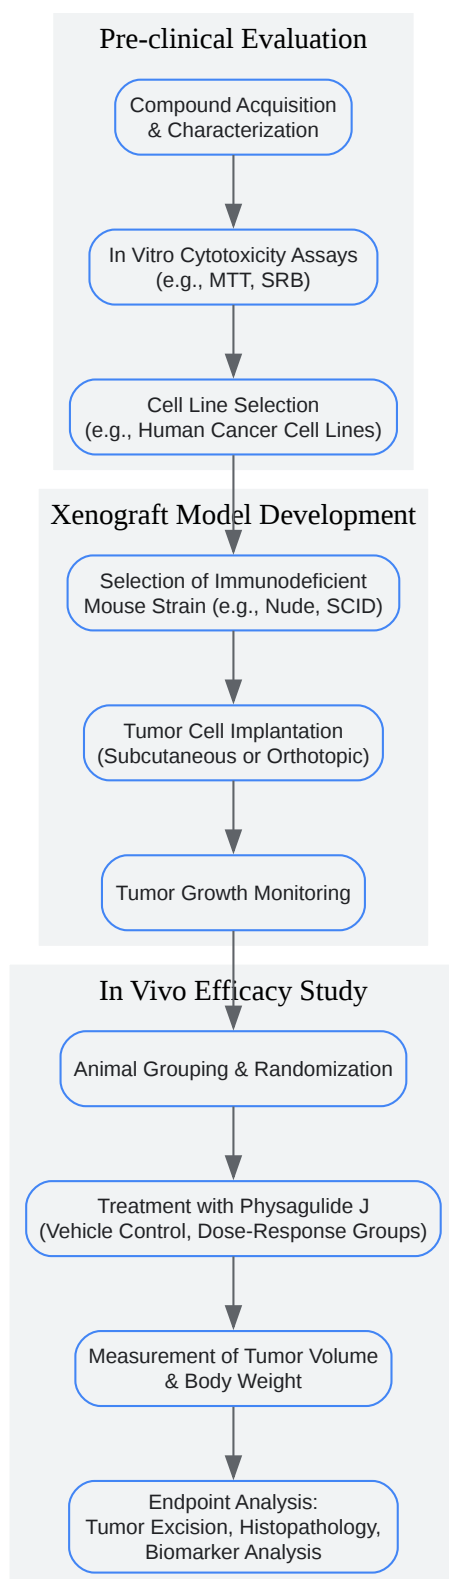 Pre-clinical Evaluation
Compound Acquisition
& Characterization
In Vitro Cytotoxicity Assays
(e.g., MTT, SRB)
Cell Line Selection
(e.g., Human Cancer Cell Lines)
Xenograft Model Development
Selection of Immunodeficient
Mouse Strain (e.g., Nude, SCID)
Tumor Cell Implantation
(Subcutaneous or Orthotopic)
Tumor Growth Monitoring
In Vivo Efficacy Study
Animal Grouping & Randomization
Treatment with Physagulide J
(Vehicle Control, Dose-Response Groups)
Measurement of Tumor Volume
& Body Weight
Endpoint Analysis:
Tumor Excision, Histopathology,
Biomarker Analysis